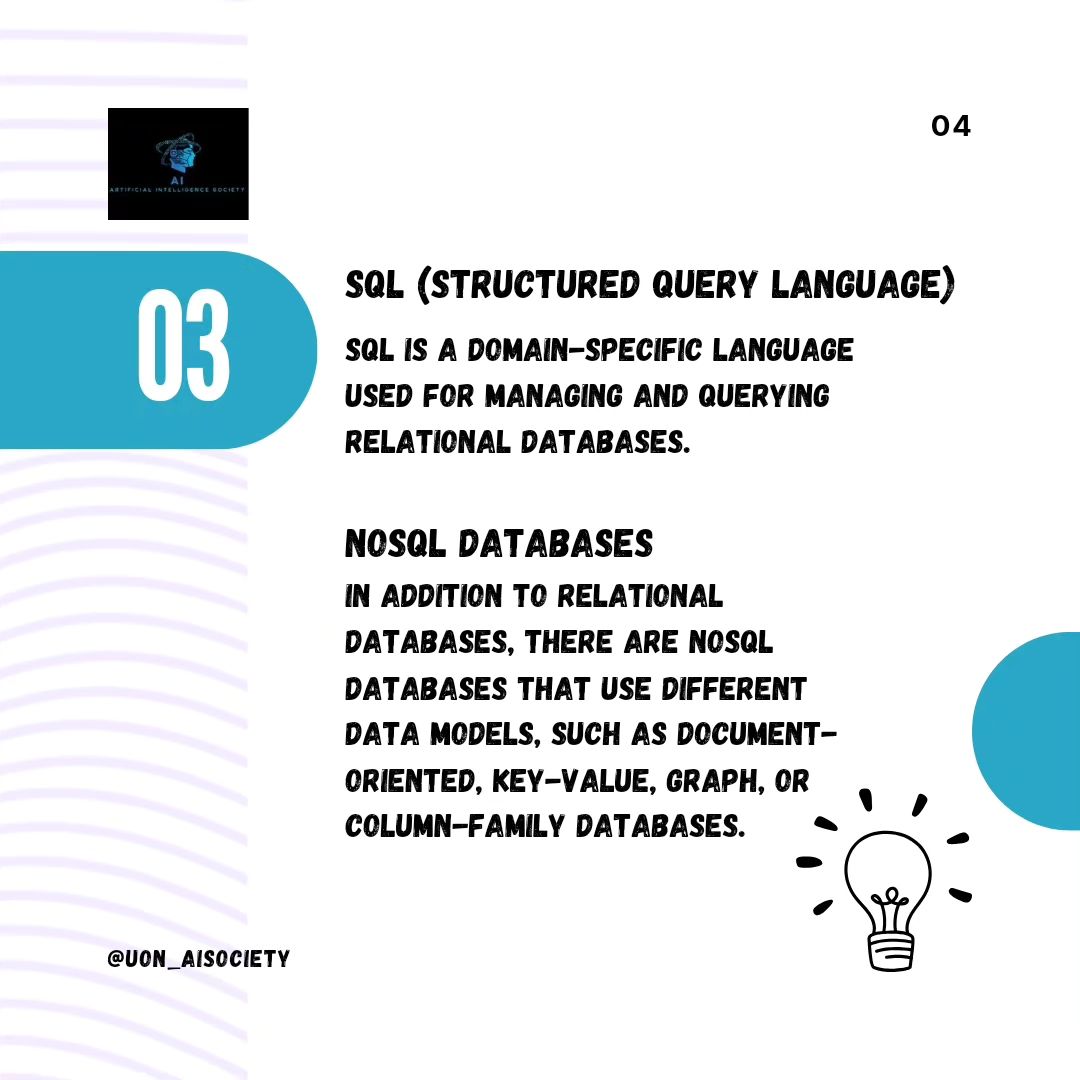 04
AI
ARTIFICIAL INTELLIGENCE SOCIETY
03
SQL (STRUCTURED QUERY LANGUAGE)
SQL IS A DOMAIN-SPECIFIC LANGUAGE
USED FOR MANAGING AND QUERYING
RELATIONAL DATABASES.
NOSQL DATABASES
IN ADDITION TO RELATIONAL
DATABASES, THERE ARE NOSQL
DATABASES THAT USE DIFFERENT
DATA MODELS, SUCH AS DOCUMENT-
ORIENTED, KEY-VALUE, GRAPH, OR
COLUMN-FAMILY DATABASES.
@UON_AISOCIETY